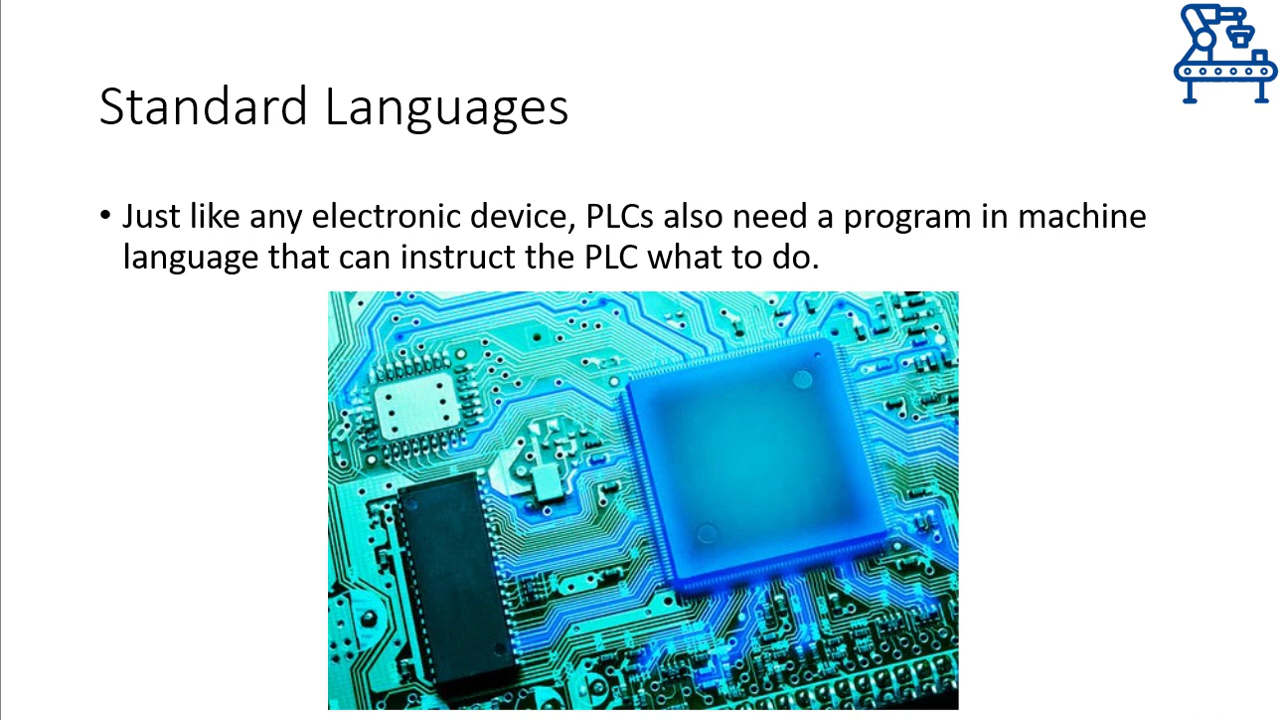 Standard Languages
• Just like any electronic device, PLCs also need a program in machine
language that can instruct the PLC what to do.